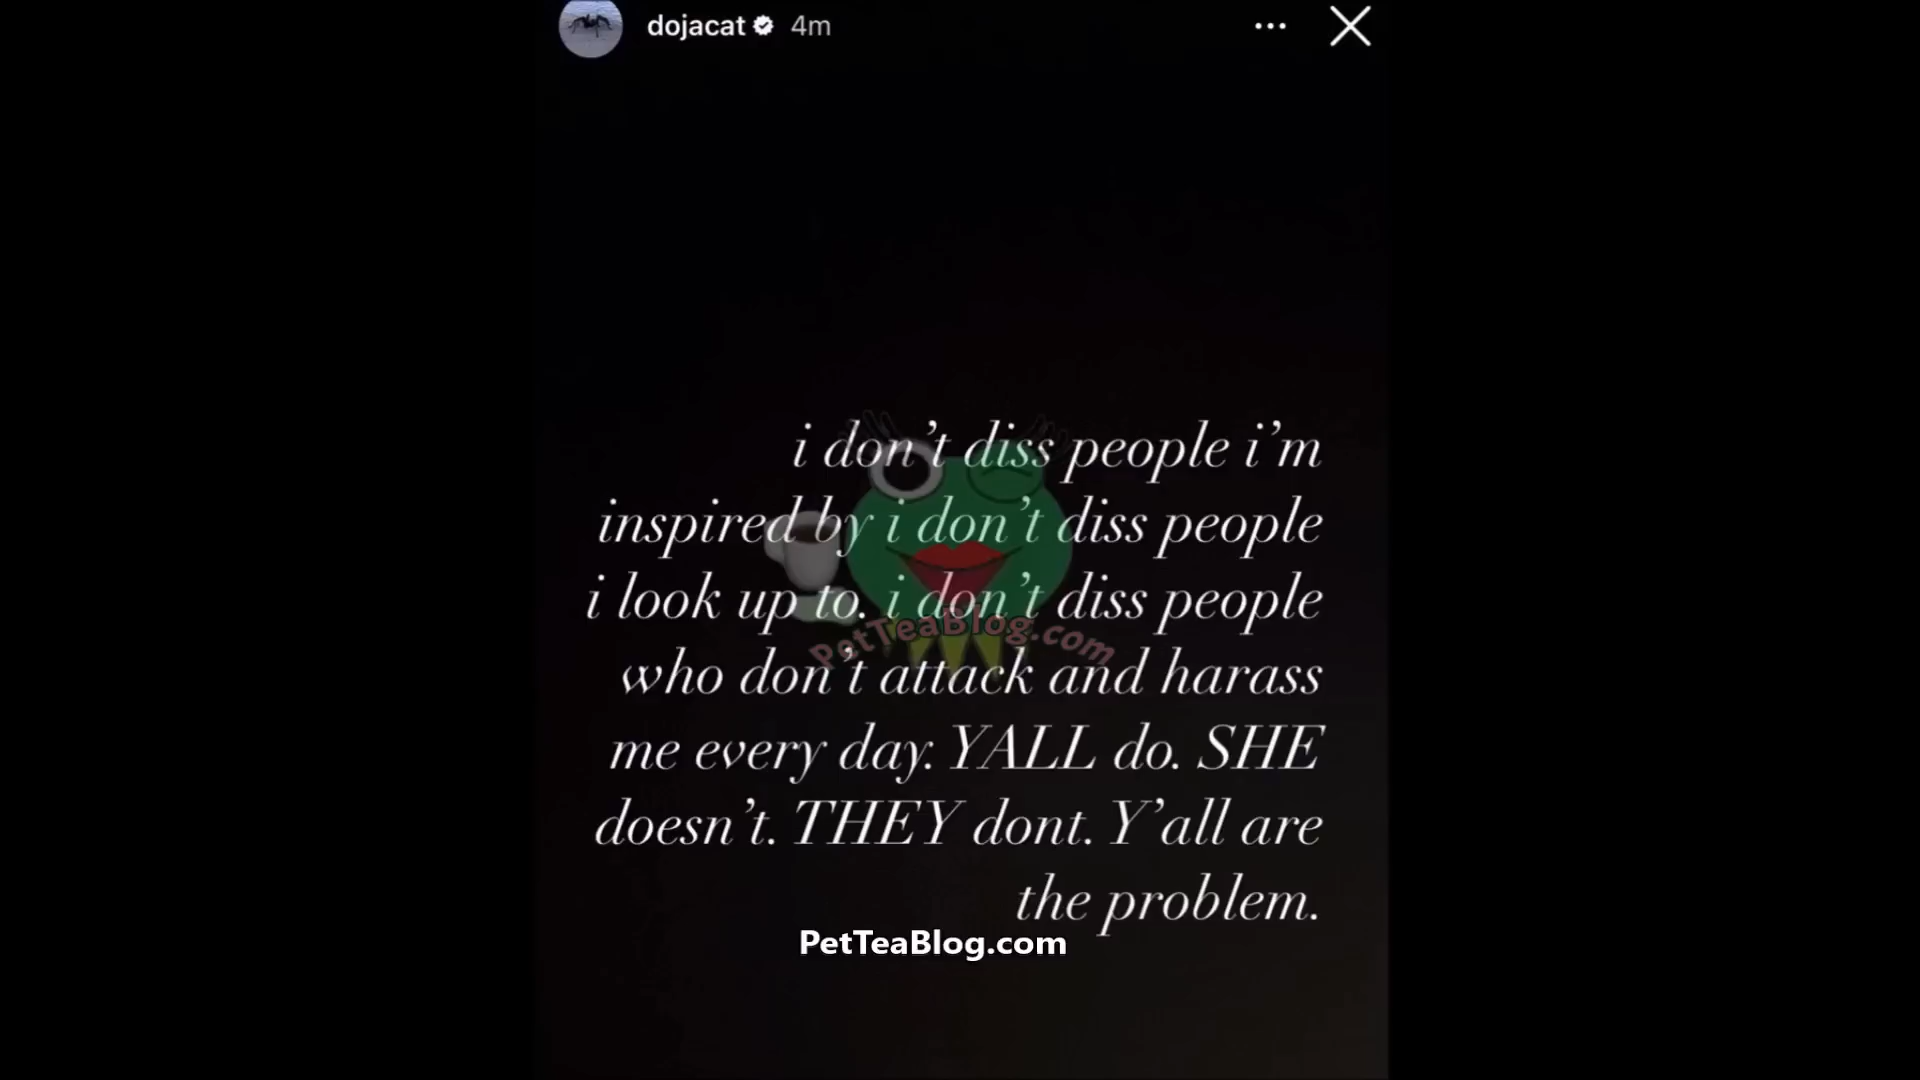 dojacat 4m
i don’t diss people i’m
inspired by i don’t diss people
i look up to. i don’t diss people
PetTeaBlog.com
who don’t attack and harass
me every day. YALL do. SHE
doesn’t. THEY dont. Y’all are
the problem.
PetTeaBlog.com